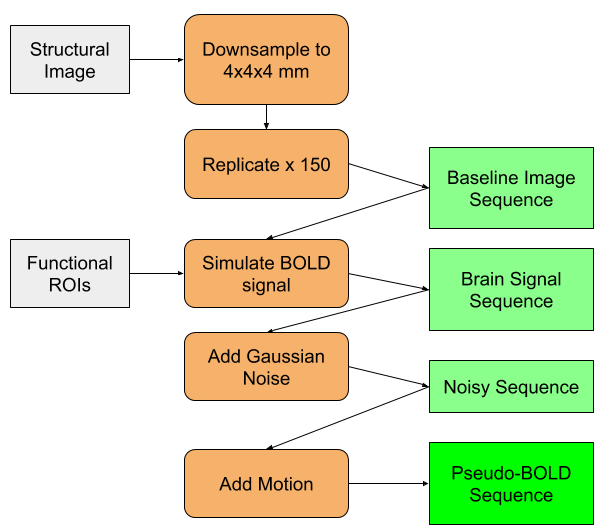 Structural
Image
Downsample to
4x4x4 mm
Replicate x 150
Baseline Image
Sequence
Functional
ROIs
Simulate BOLD
signal
Brain Signal
Sequence
Add Gaussian
Noise
Noisy Sequence
Add Motion
Pseudo-BOLD
Sequence